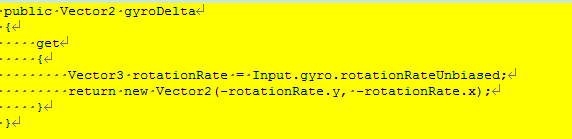 public Vector2 gyroDelta
{
get
{
Vector3 rotationRate = Input.gyro.rotationRateUnbiased;
return new Vector2(-rotationRate.y, -rotationRate.x);
}
}